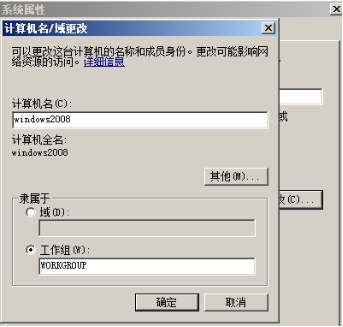 系统属性
计算机名/域更改
可以更改这台计算机的名称和成员身份。更改可能影响网
络资源的访问。详细信息
计算机名(C):
windows2008
或
计算机全名:
windows2008
其他(M)...
改(C)...
隶属于
域(D):
工作组(W):
WORKGROUP
确定
取消